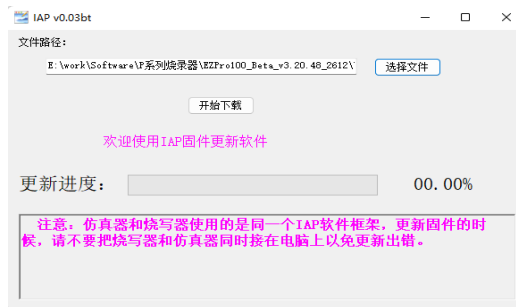 IAP v0.03bt
文件路径：
E:\work\Software\P系列烧录器\EZPro100_Beta_v3.20.48_2612\
选择文件
开始下载
欢迎使用IAP固件更新软件
更新进度：
00.00%
注意：仿真器和烧写器使用的是同一个IAP软件框架，更新固件的时
候，请不要把烧写器和仿真器同时接在电脑上以免更新出错。